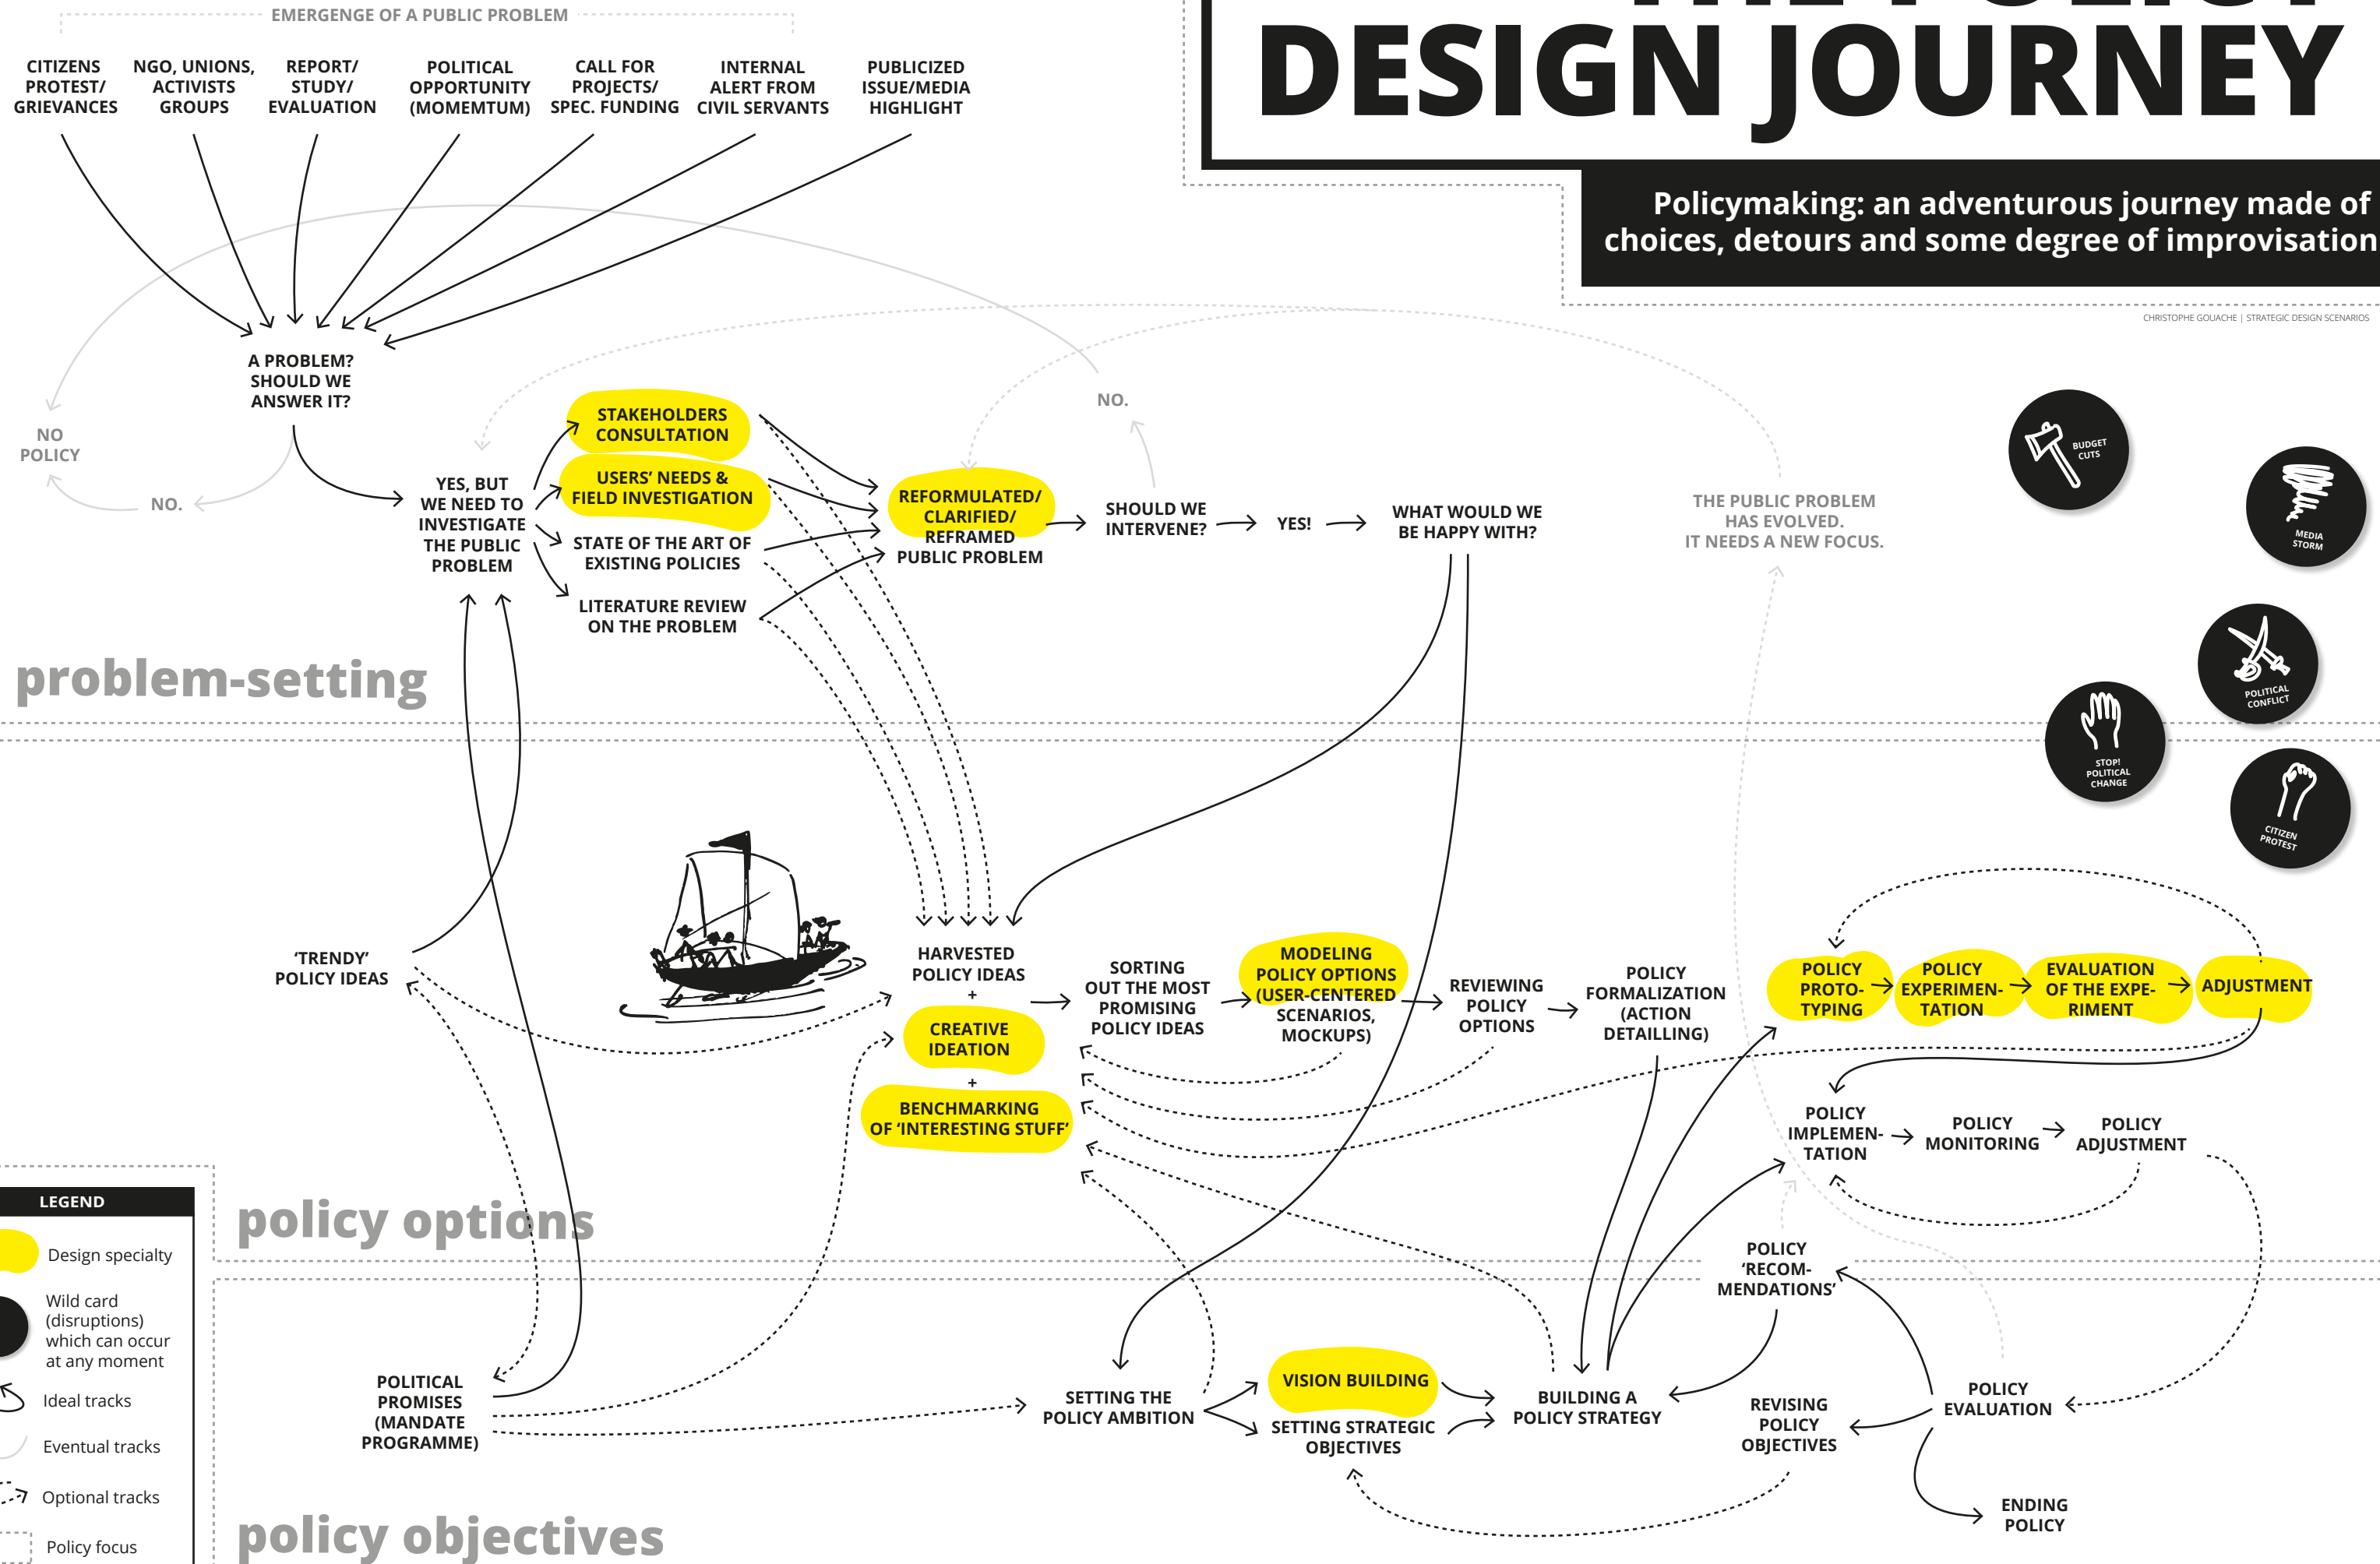 THE POLICY
DESIGN JOURNEY
Policymaking: an adventurous journey made of
choices, detours and some degree of improvisation
CHRISTOPHE GOUACHE | STRATEGIC DESIGN SCENARIOS
EMERGENGE OF A PUBLIC PROBLEM
CITIZENS
PROTEST/
GRIEVANCES
NGO, UNIONS,
ACTIVISTS
GROUPS
REPORT/
STUDY/
EVALUATION
POLITICAL
OPPORTUNITY
(MOMEMTUM)
CALL FOR
PROJECTS/
SPEC. FUNDING
INTERNAL
ALERT FROM
CIVIL SERVANTS
PUBLICIZED
ISSUE/MEDIA
HIGHLIGHT
A PROBLEM?
SHOULD WE
ANSWER IT?
NO
POLICY
NO.
YES, BUT
WE NEED TO
INVESTIGATE
THE PUBLIC
PROBLEM
STAKEHOLDERS
CONSULTATION
USERS’ NEEDS &
FIELD INVESTIGATION
STATE OF THE ART OF
EXISTING POLICIES
LITERATURE REVIEW
ON THE PROBLEM
REFORMULATED/
CLARIFIED/
REFRAMED
PUBLIC PROBLEM
NO.
SHOULD WE
INTERVENE?
YES!
WHAT WOULD WE
BE HAPPY WITH?
THE PUBLIC PROBLEM
HAS EVOLVED.
IT NEEDS A NEW FOCUS.
BUDGET
CUTS
MEDIA
STORM
POLITICAL
CONFLICT
STOP!
POLITICAL
CHANGE
CITIZEN
PROTEST
problem-setting
‘TRENDY’
POLICY IDEAS
HARVESTED
POLICY IDEAS
+
CREATIVE
IDEATION
+
BENCHMARKING
OF ‘INTERESTING STUFF’
SORTING
OUT THE MOST
PROMISING
POLICY IDEAS
MODELING
POLICY OPTIONS
(USER-CENTERED
SCENARIOS,
MOCKUPS)
REVIEWING
POLICY
OPTIONS
POLICY
FORMALIZATION
(ACTION
DETAILLING)
POLICY
PROTO-
TYPING
POLICY
EXPERIMEN-
TATION
EVALUATION
OF THE EXPE-
RIMENT
ADJUSTMENT
POLICY
IMPLEMEN-
TATION
POLICY
MONITORING
POLICY
ADJUSTMENT
policy options
POLICY
‘RECOM-
MENDATIONS’
POLITICAL
PROMISES
(MANDATE
PROGRAMME)
SETTING THE
POLICY AMBITION
VISION BUILDING
SETTING STRATEGIC
OBJECTIVES
BUILDING A
POLICY STRATEGY
REVISING
POLICY
OBJECTIVES
POLICY
EVALUATION
ENDING
POLICY
policy objectives
LEGEND
Design specialty
Wild card
(disruptions)
which can occur
at any moment
Ideal tracks
Eventual tracks
Optional tracks
Policy focus